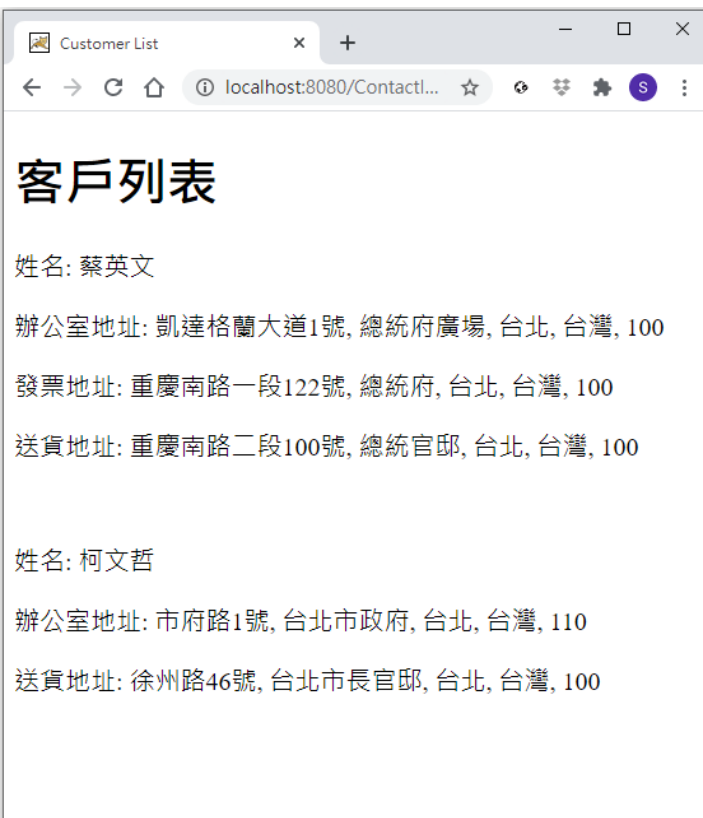 Customer List
localhost:8080/ContactI...
S
客戶列表
姓名: 蔡英文
辦公室地址: 凱達格蘭大道1號, 總統府廣場, 台北, 台灣, 100
發票地址: 重慶南路一段122號, 總統府, 台北, 台灣, 100
送貨地址: 重慶南路二段100號, 總統官邸, 台北, 台灣, 100
姓名: 柯文哲
辦公室地址: 市府路1號, 台北市政府, 台北, 台灣, 110
送貨地址: 徐州路46號, 台北市長官邸, 台北, 台灣, 100